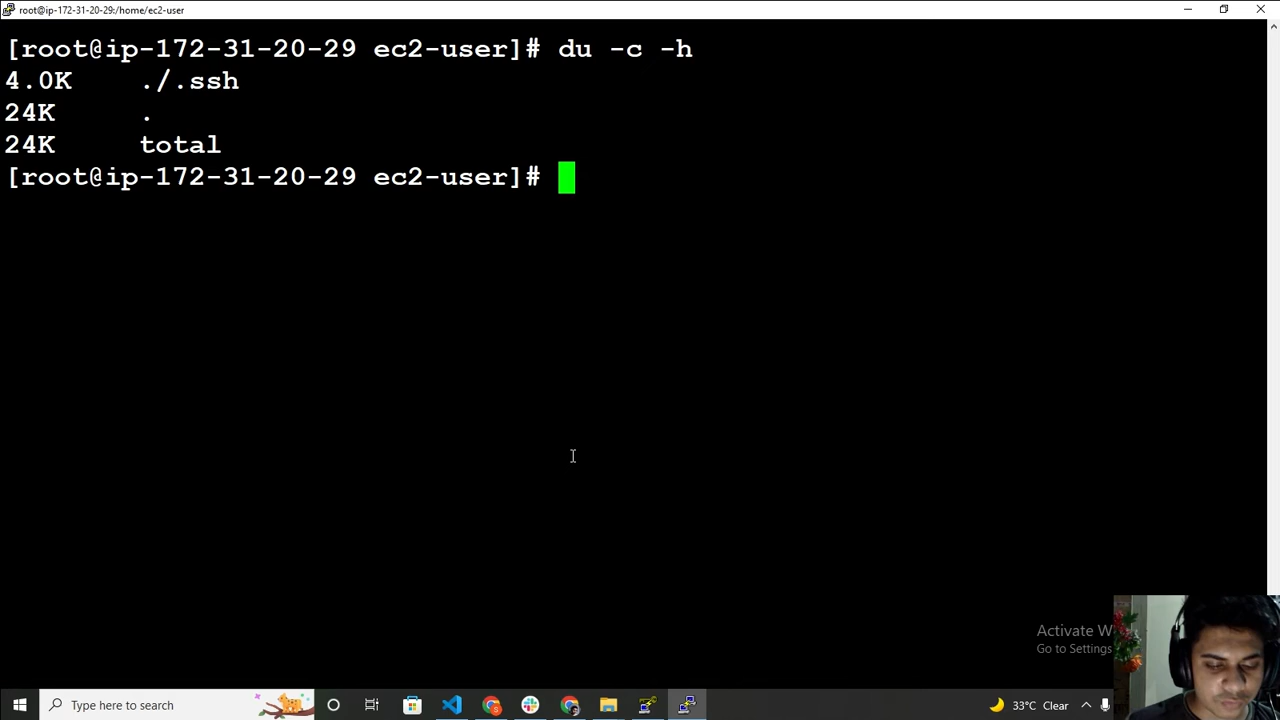 root@ip-172-31-20-29:/home/ec2-user
[root@ip-172-31-20-29 ec2-user]# du -c -h
4.0K ./.ssh
24K .
24K total
[root@ip-172-31-20-29 ec2-user]#
Activate W
Go to Settings
Type here to search
33°C Clear